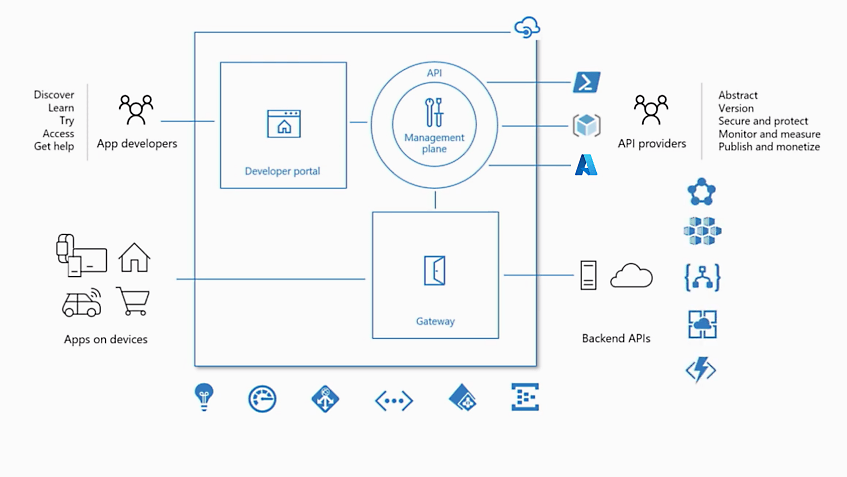 Discover
Learn
Try
Access
Get help
App developers
Developer portal
API
Management
plane
API providers
Abstract
Version
Secure and protect
Monitor and measure
Publish and monetize
Apps on devices
Gateway
Backend APIs